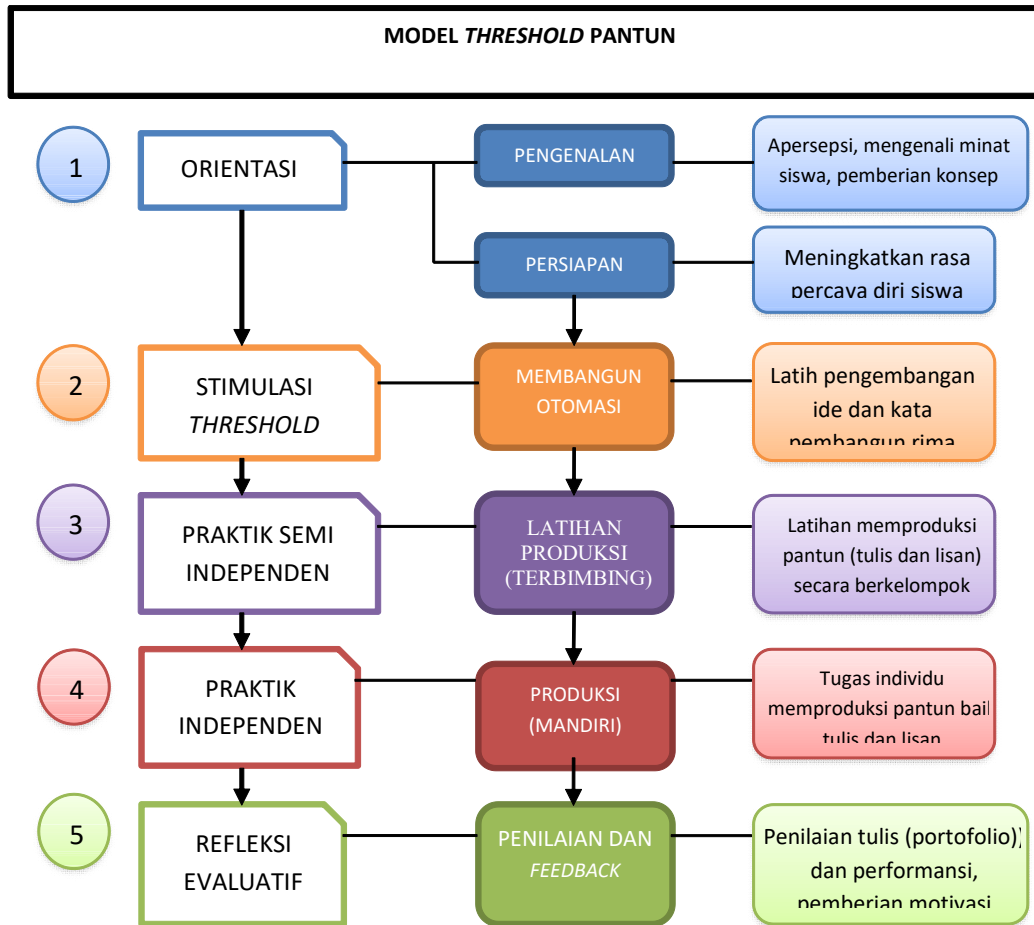 MODEL THRESHOLD PANTUN
1
ORIENTASI
PENGENALAN
Apersepsi, mengenali minat
siswa, pemberian konsep
PERSIAPAN
Meningkatkan rasa
percaya diri siswa
2
STIMULASI
THRESHOLD
MEMBANGUN
OTOMASI
Latih pengembangan
ide dan kata
pembangun rima
3
PRAKTIK SEMI
INDEPENDEN
LATIHAN
PRODUKSI
(TERBIMBING)
Latihan memproduksi
pantun (tulis dan lisan)
secara berkelompok
4
PRAKTIK
INDEPENDEN
PRODUKSI
(MANDIRI)
Tugas individu
memproduksi pantun baik
tulis dan lisan
5
REFLEKSI
EVALUATIF
PENILAIAN DAN
FEEDBACK
Penilaian tulis (portofolio))
dan performansi,
pemberian motivasi